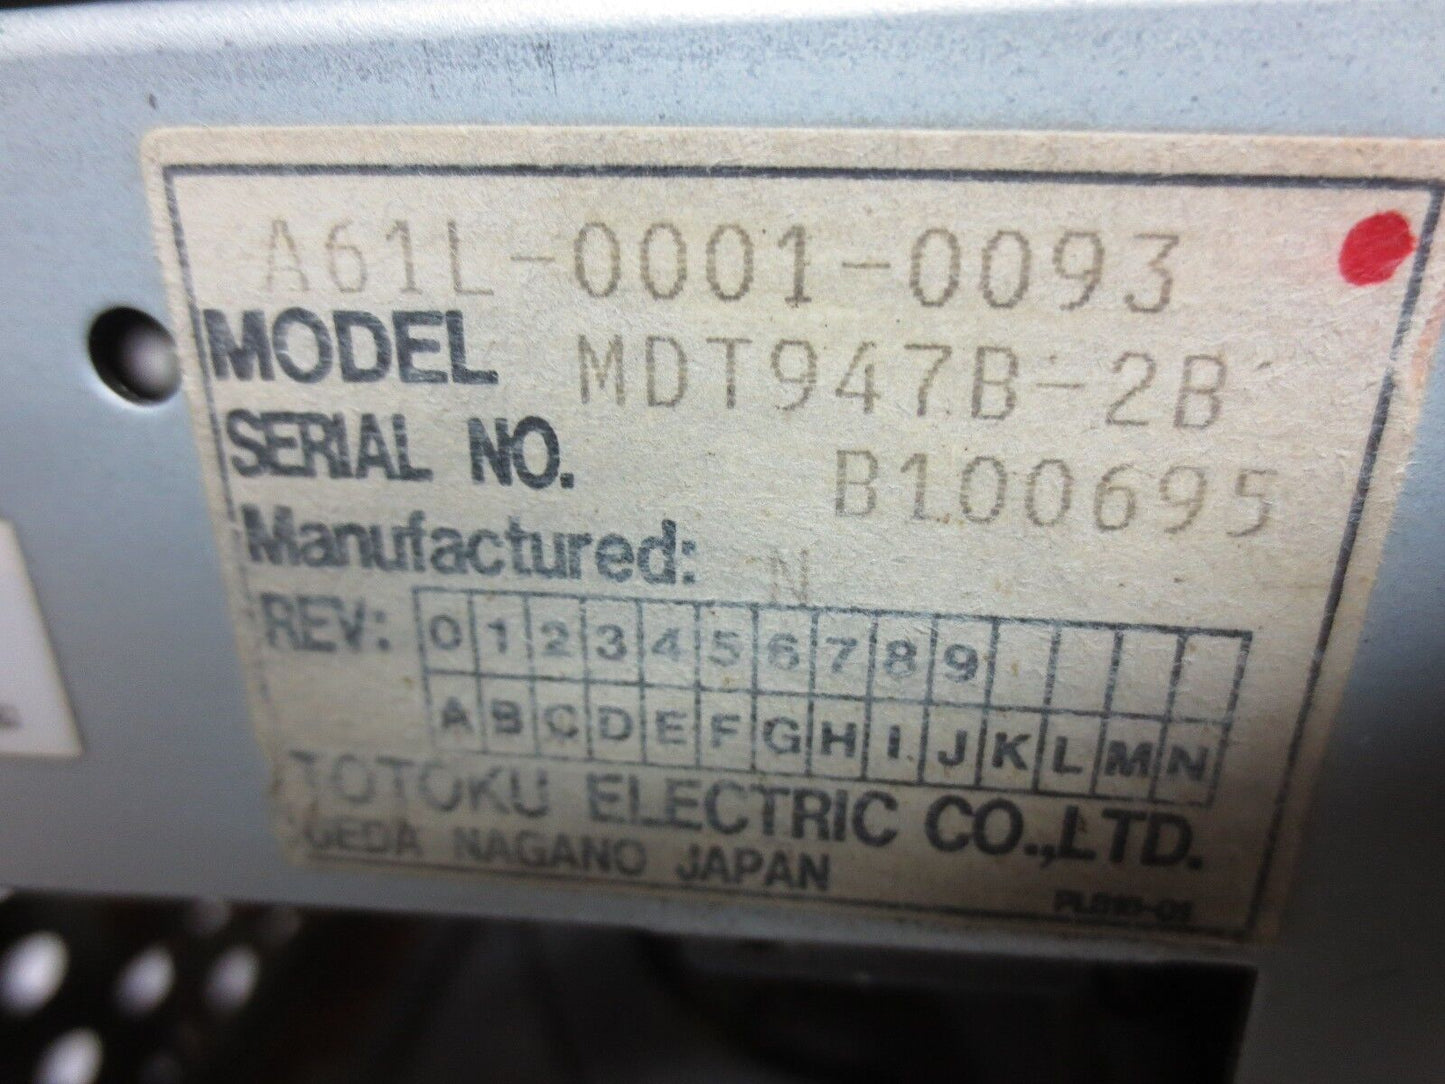 A61L-0001-0093
MODEL MDT947B-2B
SERIAL NO. B100695
Manufactured: N
REV: 0 1 2 3 4 5 6 7 8 9
A B C D E F G H I J K L M N
TOTOKU ELECTRIC CO.,LTD.
UEDA NAGANO JAPAN